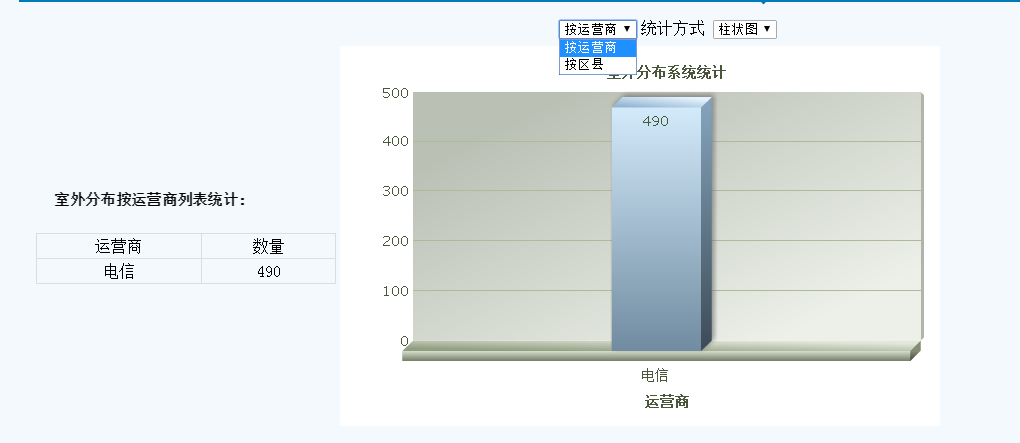 按运营商 统计方式 柱状图
按运营商
按区县
室外分布系统统计
500
400
300
200
100
0
490
电信
运营商
室外分布按运营商列表统计：
运营商 数量
电信 490